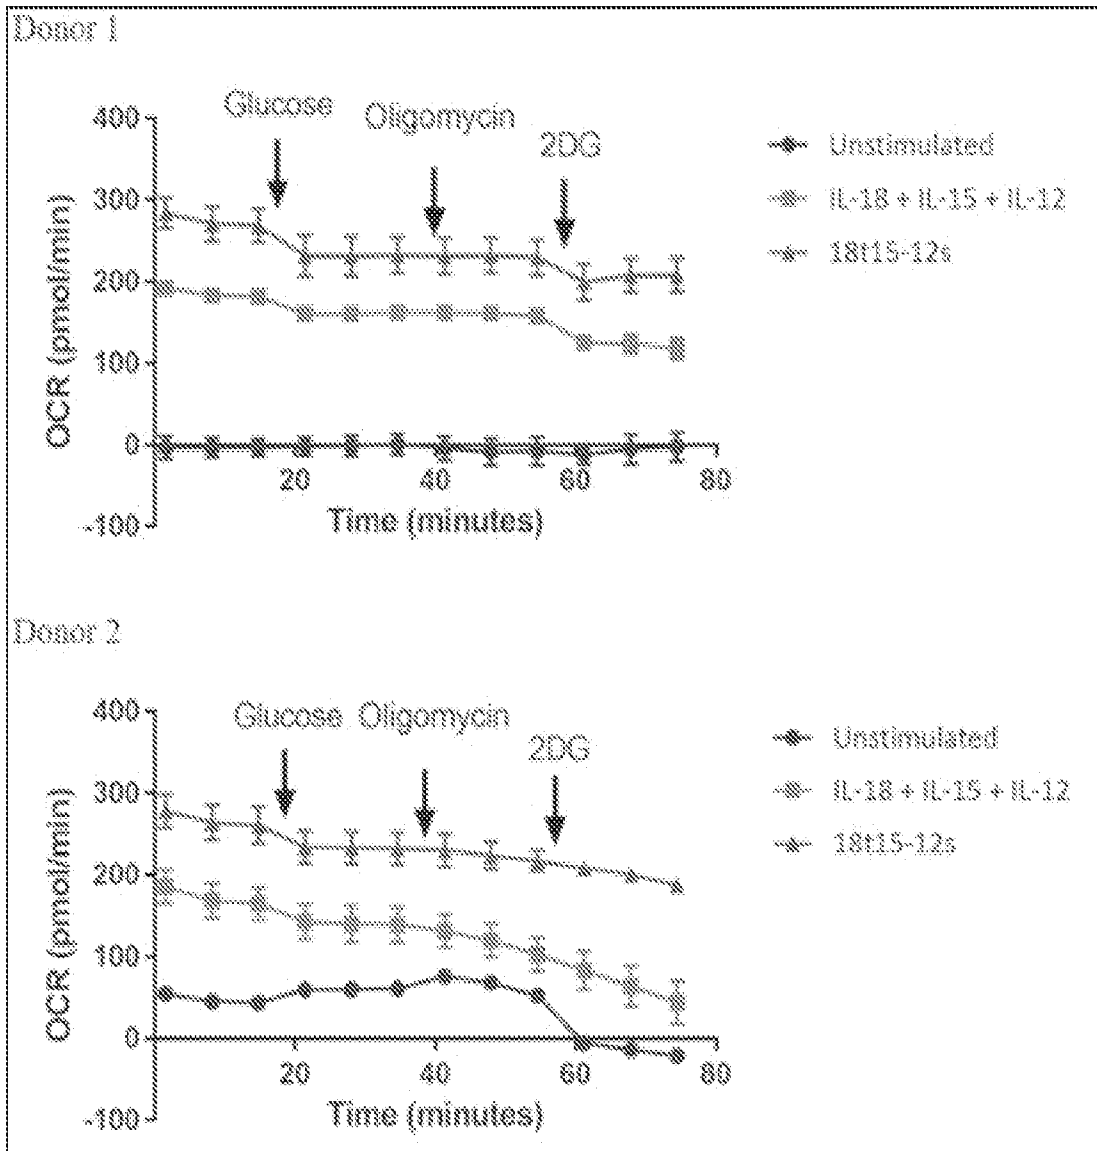 Donor 1
Glucose
Oligomycin
2DG
400
300
200
100
0
-100
OCR (pmol/min)
20
40
60
80
Time (minutes)
Unstimulated
IL-18 + IL-15 + IL-12
18t15-12s
Donor 2
Glucose Oligomycin
2DG
400
300
200
100
0
-100
OCR (pmol/min)
20
40
60
80
Time (minutes)
Unstimulated
IL-18 + IL-15 + IL-12
18t15-12s